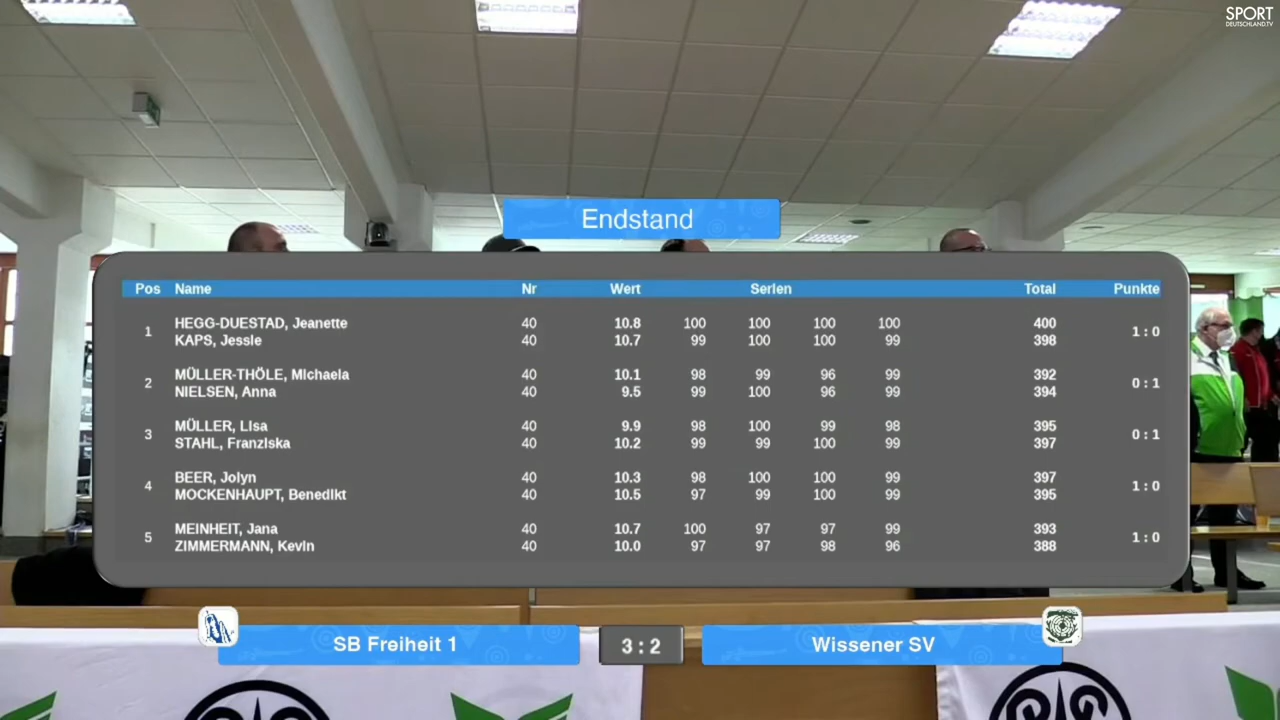 SPORT
DEUTSCHLAND.TV
Endstand
Pos Name Nr Wert Serien Total Punkte
1 HEGG-DUESTAD, Jeanette 40 10.8 100 100 100 100 400 1 : 0
KAPS, Jessie 40 10.7 99 100 100 99 398
2 MÜLLER-THÖLE, Michaela 40 10.1 98 99 96 99 392 0 : 1
NIELSEN, Anna 40 9.5 99 100 96 99 394
3 MÜLLER, Lisa 40 9.9 98 100 99 98 395 0 : 1
STAHL, Franziska 40 10.2 99 99 100 99 397
4 BEER, Jolyn 40 10.3 98 100 100 99 397 1 : 0
MOCKENHAUPT, Benedikt 40 10.5 97 99 100 99 395
5 MEINHEIT, Jana 40 10.7 100 97 97 99 393 1 : 0
ZIMMERMANN, Kevin 40 10.0 97 97 98 96 388
SB Freiheit 1 3 : 2 Wissener SV